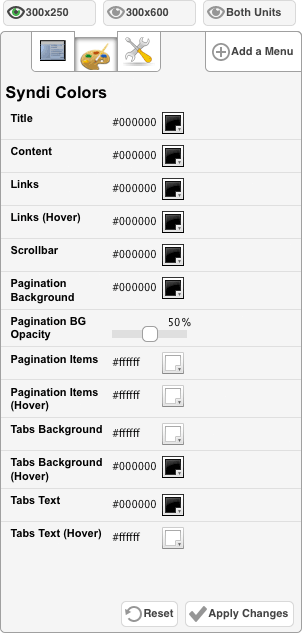 300x250 300x600 Both Units
Add a Menu
Syndi Colors
Title #000000
Content #000000
Links #000000
Links (Hover) #000000
Scrollbar #000000
Pagination #000000
Background
Pagination BG 50%
Opacity
Pagination Items #ffffff
Pagination Items #ffffff
(Hover)
Tabs Background #ffffff
Tabs Background #000000
(Hover)
Tabs Text #000000
Tabs Text (Hover) #ffffff
Reset Apply Changes